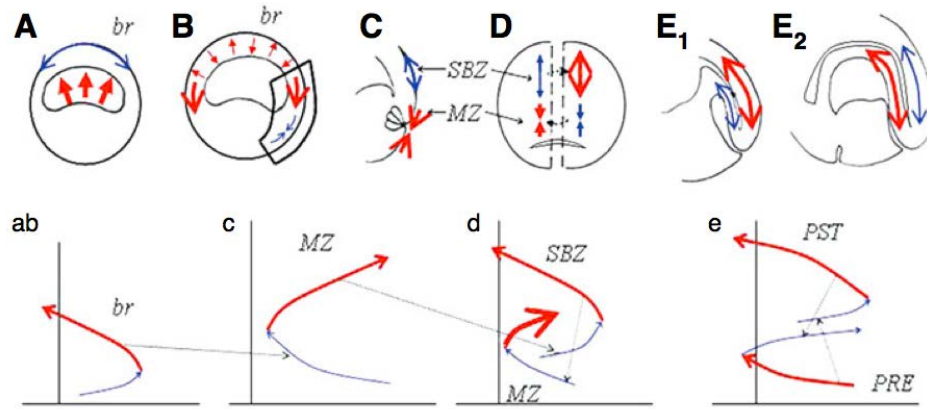 A B C D E1 E2
br br
SBZ
MZ
ab c d e
MZ SBZ PST
br
MZ PRE